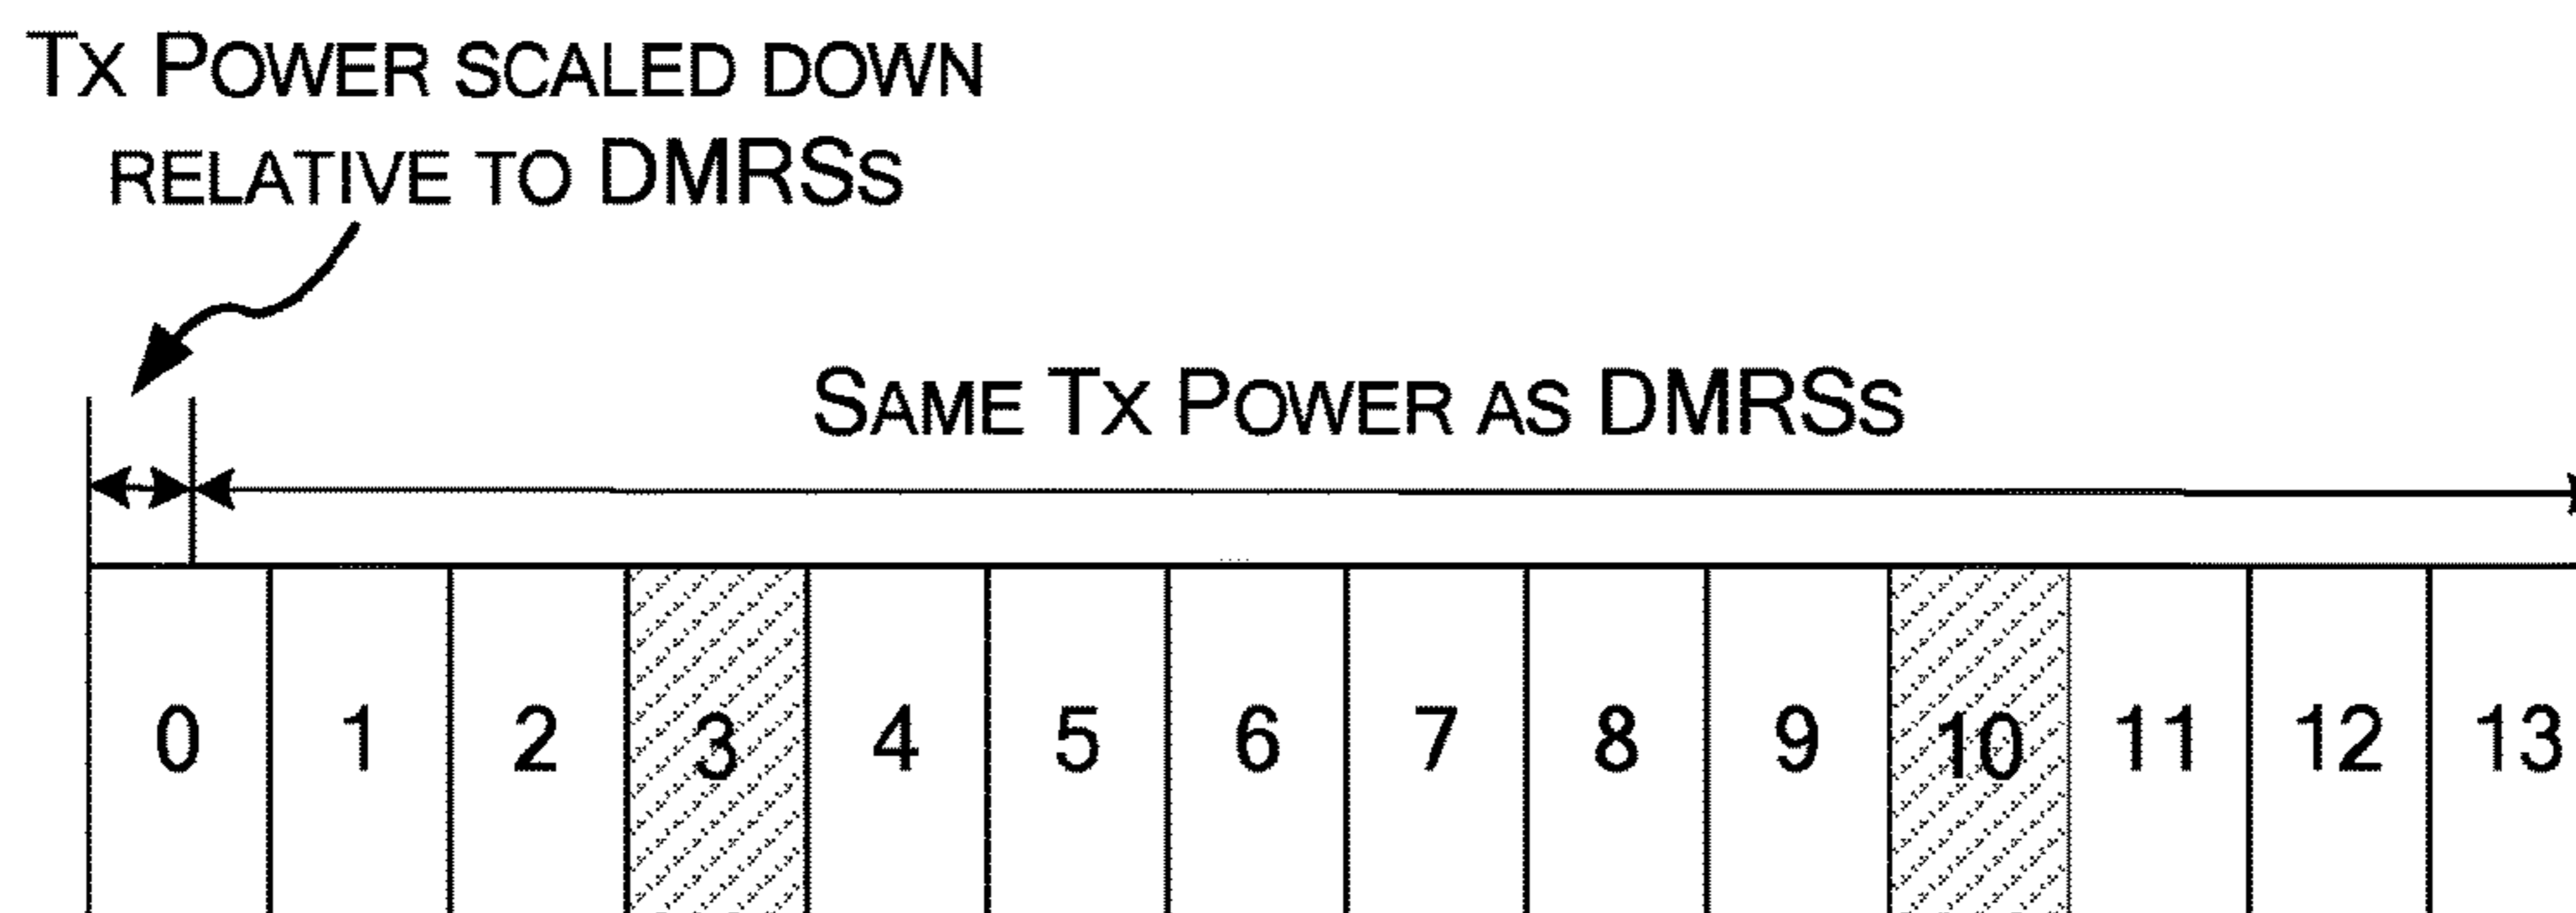 Tx Power scaled down
relative to DMRSs
Same Tx Power as DMRSs
0 1 2 3 4 5 6 7 8 9 10 11 12 13